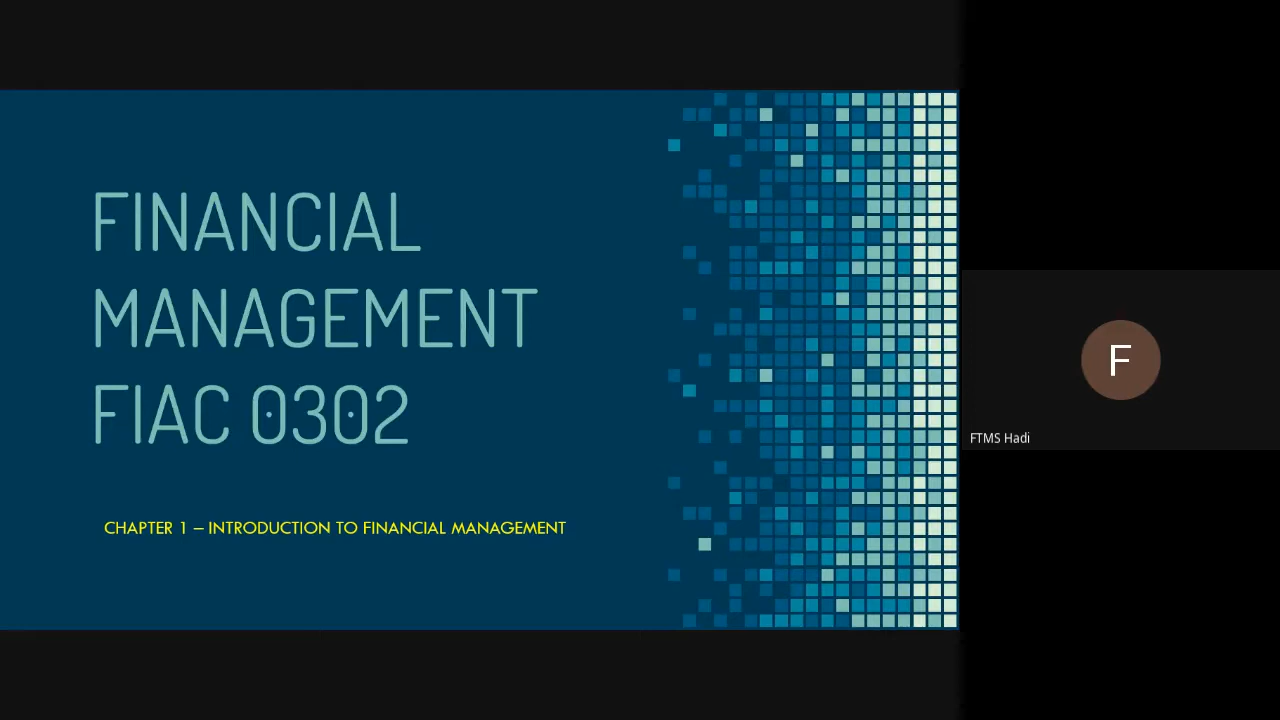 FINANCIAL
MANAGEMENT
FIAC 0302
CHAPTER 1 – INTRODUCTION TO FINANCIAL MANAGEMENT
F
FTMS Hadi